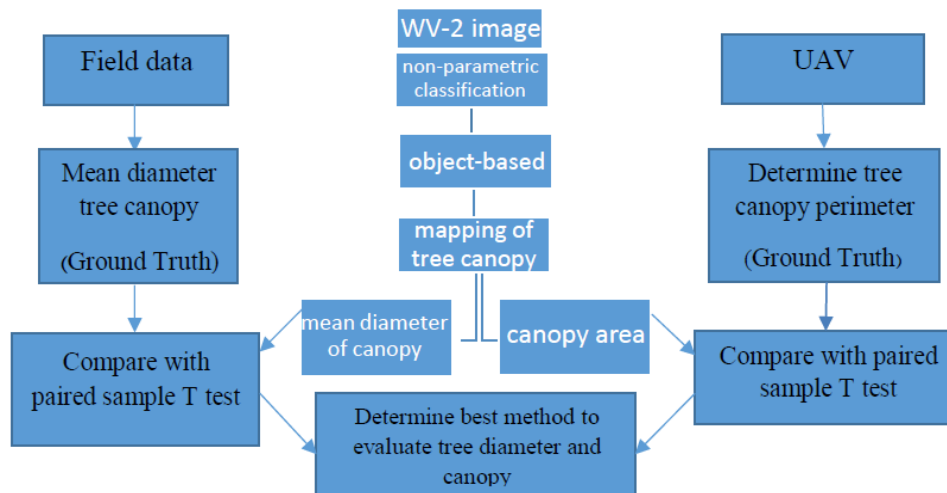 WV-2 image
Field data
non-parametric
classification
UAV
object-based
Mean diameter
tree canopy
(Ground Truth)
mapping of
tree canopy
Determine tree
canopy perimeter
(Ground Truth)
mean diameter
of canopy
canopy area
Compare with
paired sample T test
Compare with paired
sample T test
Determine best method to
evaluate tree diameter and
canopy